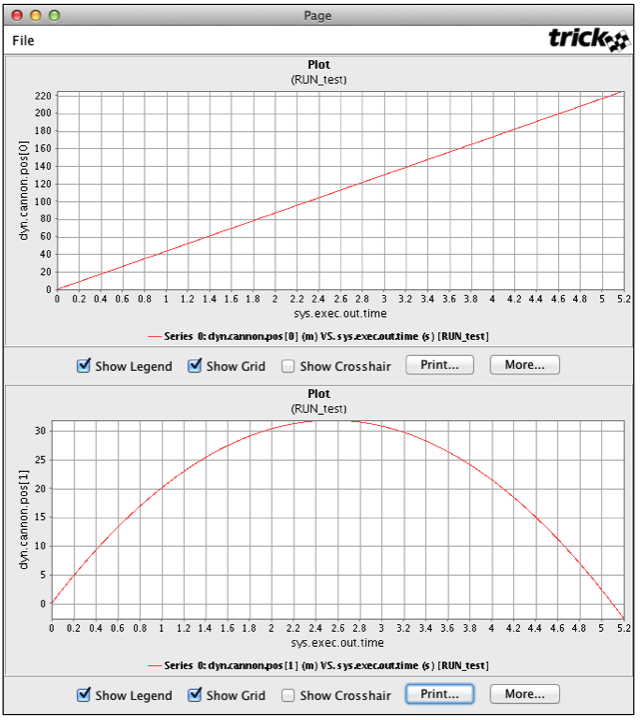 Page
File
trick
Plot
(RUN_test)
220
200
180
160
140
120
100
80
60
40
20
0
dyn.cannon.pos[0]
0 0.2 0.4 0.6 0.8 1 1.2 1.4 1.6 1.8 2 2.2 2.4 2.6 2.8 3 3.2 3.4 3.6 3.8 4 4.2 4.4 4.6 4.8 5 5.2
sys.exec.out.time
Series 0: dyn.cannon.pos[0] (m) VS. sys.exec.out.time (s) [RUN_test]
Show Legend Show Grid Show Crosshair Print... More...
Plot
(RUN_test)
30
25
20
15
10
5
0
dyn.cannon.pos[1]
0 0.2 0.4 0.6 0.8 1 1.2 1.4 1.6 1.8 2 2.2 2.4 2.6 2.8 3 3.2 3.4 3.6 3.8 4 4.2 4.4 4.6 4.8 5 5.2
sys.exec.out.time
Series 0: dyn.cannon.pos[1] (m) VS. sys.exec.out.time (s) [RUN_test]
Show Legend Show Grid Show Crosshair Print... More...